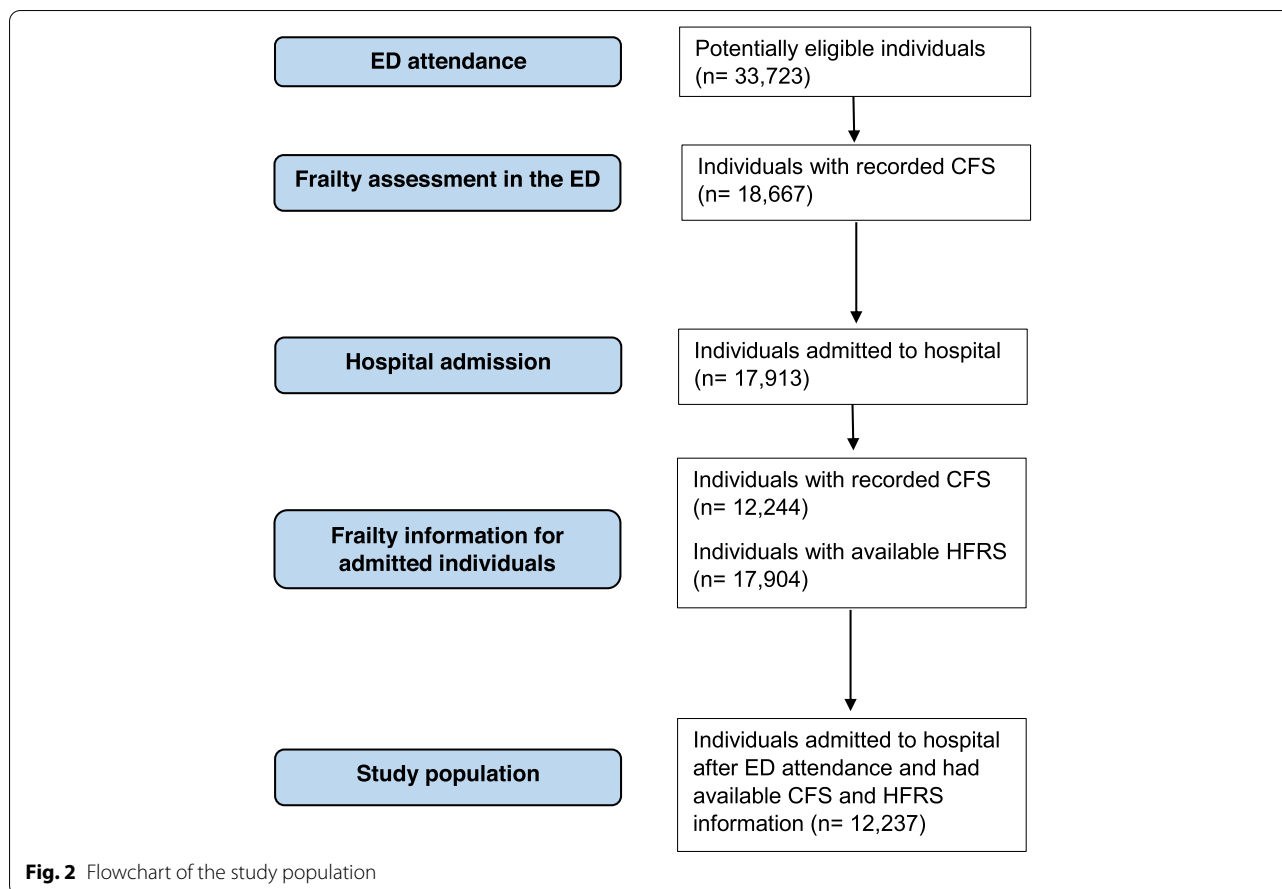 ED attendance
Potentially eligible individuals
(n= 33,723)
Frailty assessment in the ED
Individuals with recorded CFS
(n= 18,667)
Hospital admission
Individuals admitted to hospital
(n= 17,913)
Frailty information for
admitted individuals
Individuals with recorded CFS
(n= 12,244)
Individuals with available HFRS
(n= 17,904)
Study population
Individuals admitted to hospital
after ED attendance and had
available CFS and HFRS
information (n= 12,237)
Fig. 2 Flowchart of the study population